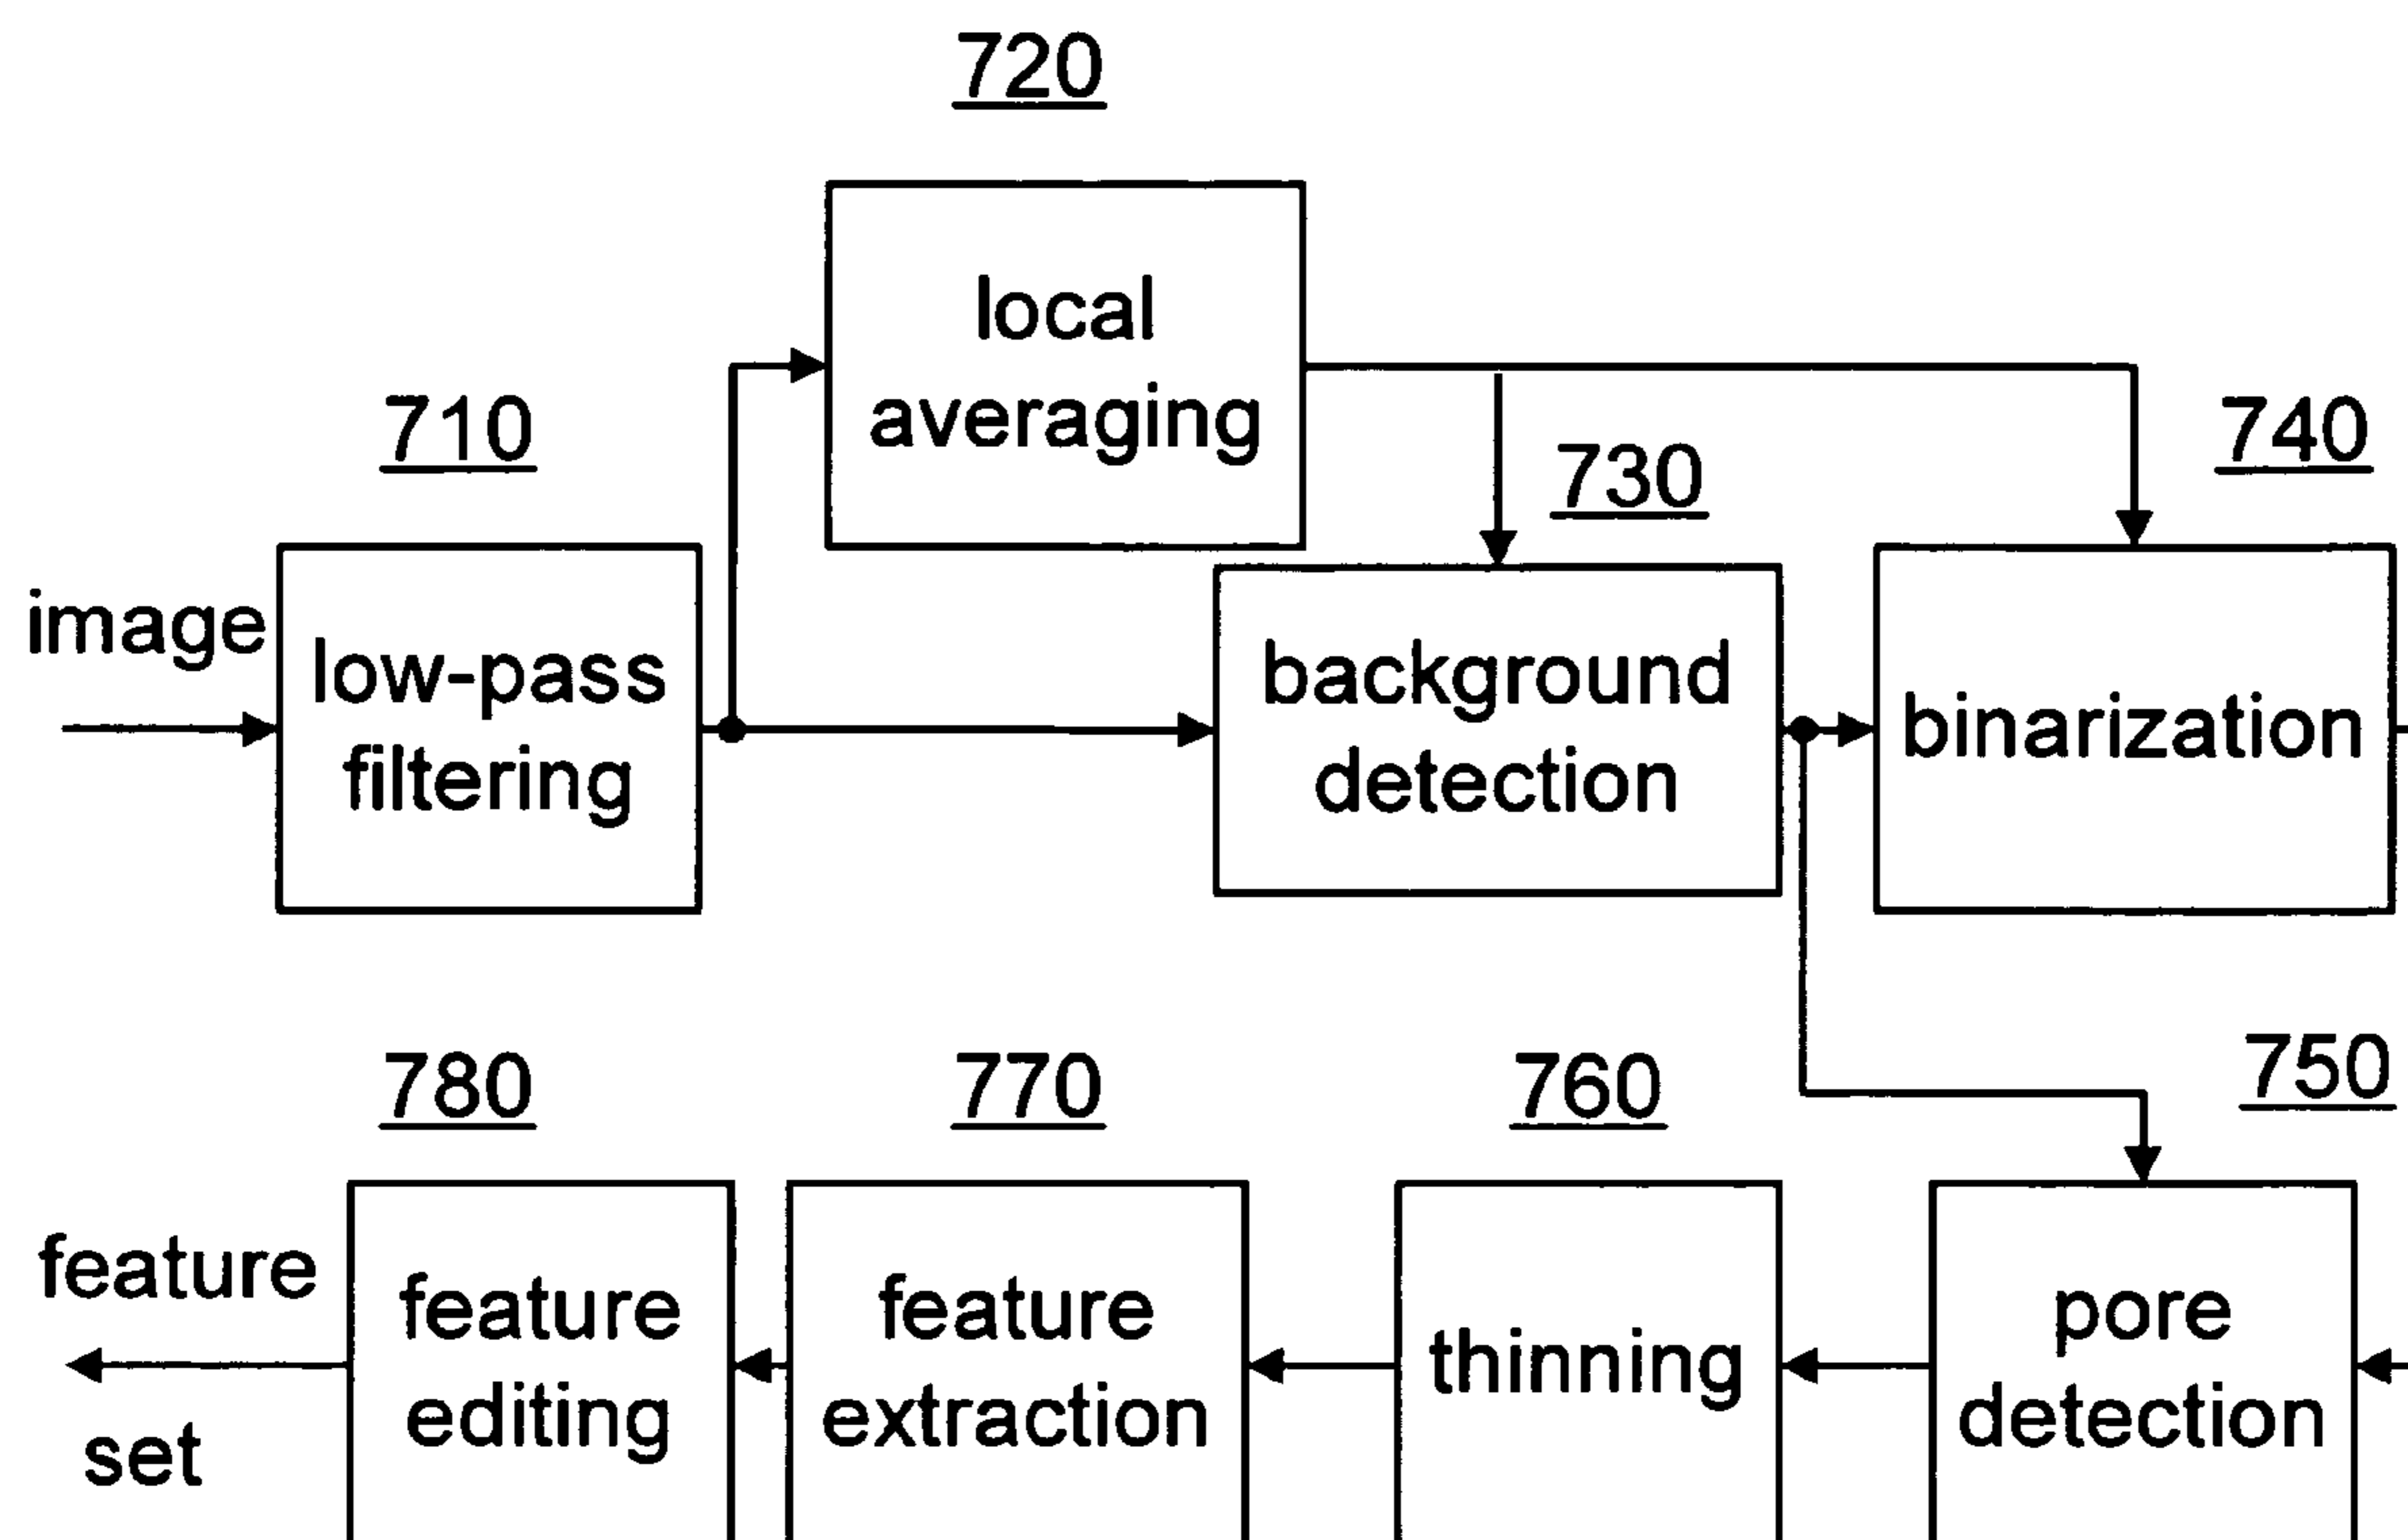 720
local
averaging
710
730
740
image
low-pass
filtering
background
detection
binarization
780
770
760
750
feature
set
feature
editing
feature
extraction
thinning
pore
detection